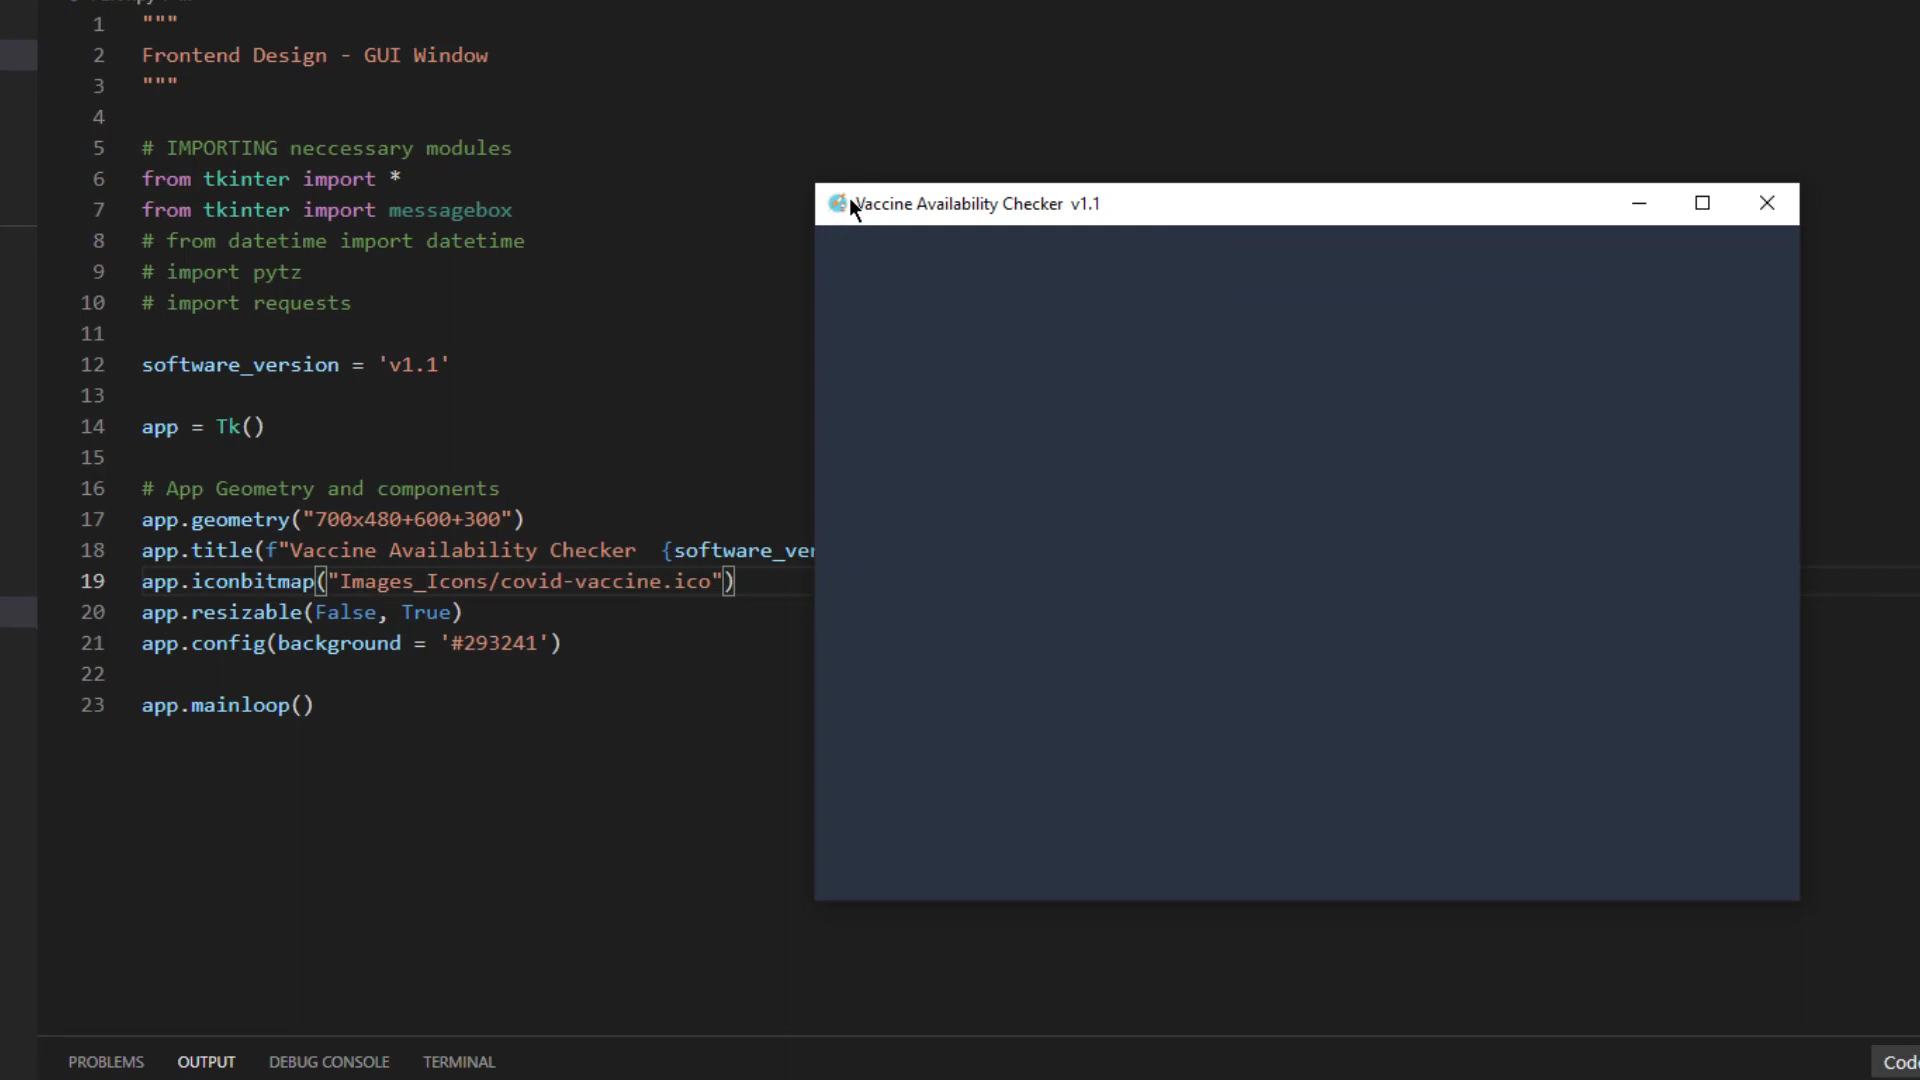 1 """
2 Frontend Design - GUI Window
3 """
4
5 # IMPORTING neccessary modules
6 from tkinter import *
7 from tkinter import messagebox
8 # from datetime import datetime
9 # import pytz
10 # import requests
11
12 software_version = 'v1.1'
13
14 app = Tk()
15
16 # App Geometry and components
17 app.geometry("700x480+600+300")
18 app.title(f"Vaccine Availability Checker  {software_ver
19 app.iconbitmap("Images_Icons/covid-vaccine.ico")
20 app.resizable(False, True)
21 app.config(background = '#293241')
22
23 app.mainloop()
Vaccine Availability Checker  v1.1
PROBLEMS OUTPUT DEBUG CONSOLE TERMINAL
Code